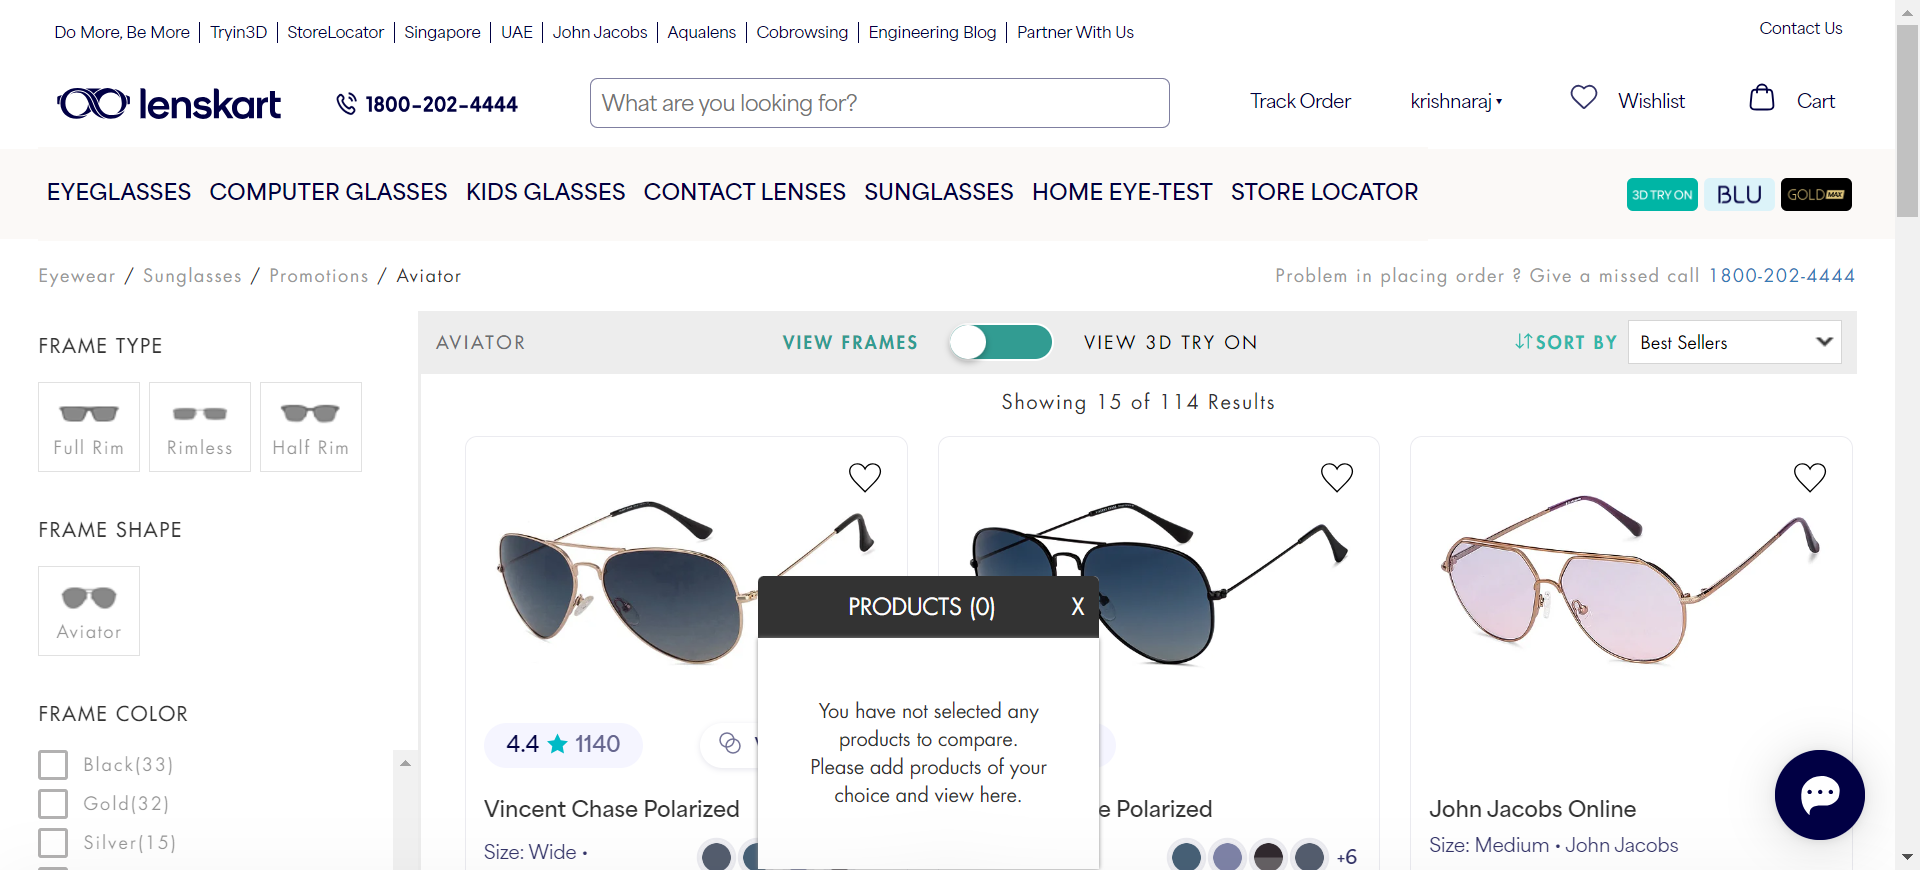 Do More, Be More | Tryin3D | StoreLocator | Singapore | UAE | John Jacobs | Aqualens | Cobrowsing | Engineering Blog | Partner With Us
Contact Us
lenskart
1800-202-4444
What are you looking for?
Track Order
krishnaraj
Wishlist
Cart
EYEGLASSES COMPUTER GLASSES KIDS GLASSES CONTACT LENSES SUNGLASSES HOME EYE-TEST STORE LOCATOR
3D TRY ON
BLU
GOLD MAX
Eyewear / Sunglasses / Promotions / Aviator
Problem in placing order ? Give a missed call 1800-202-4444
FRAME TYPE
Full Rim
Rimless
Half Rim
FRAME SHAPE
Aviator
FRAME COLOR
Black(33)
Gold(32)
Silver(15)
AVIATOR
VIEW FRAMES
VIEW 3D TRY ON
SORT BY
Best Sellers
Showing 15 of 114 Results
4.4 ★ 1140
Vincent Chase Polarized
Size: Wide •
PRODUCTS (0)
X
You have not selected any
products to compare.
Please add products of your
choice and view here.
Polarized
+6
John Jacobs Online
Size: Medium • John Jacobs